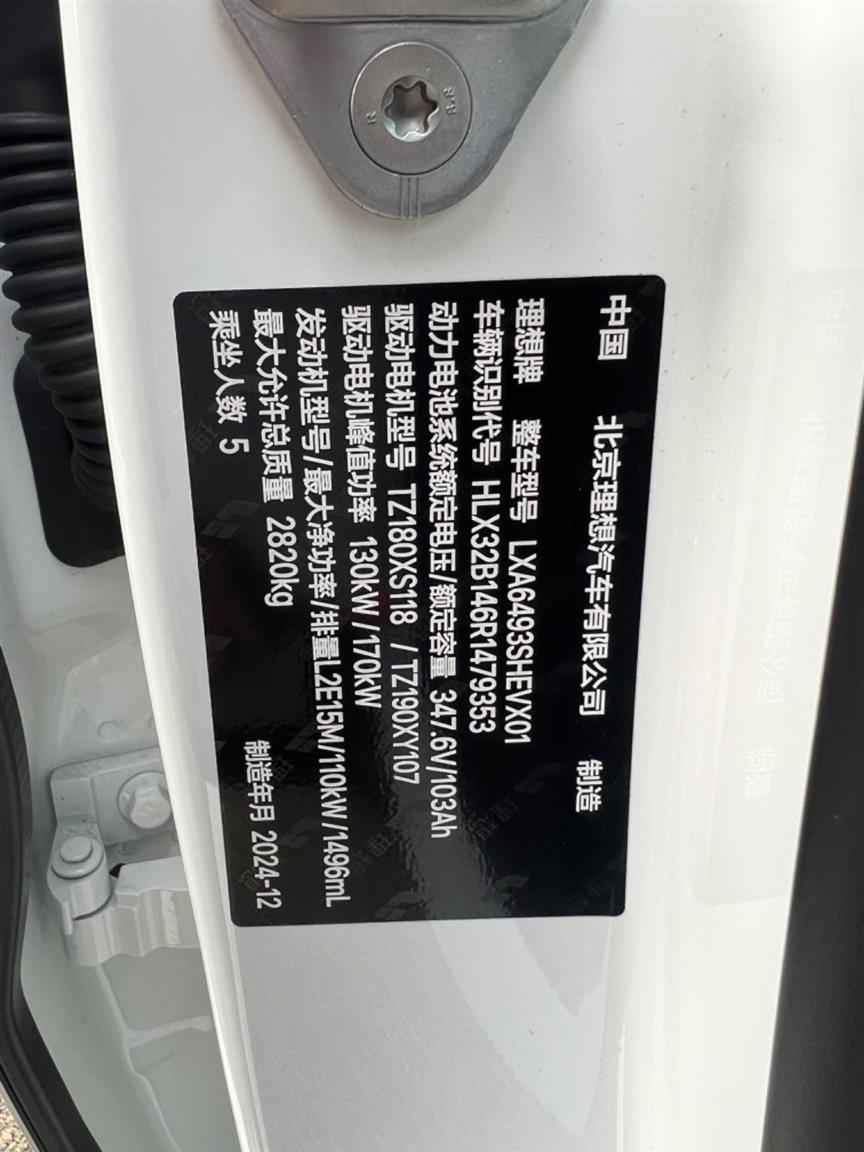 中国 北京理想汽车有限公司 制造
理想牌 整车型号 LXA6493SHEVX01
车辆识别代号 HLX32B146R1479353
动力电池系统额定电压/额定容量 347.6V/103Ah
驱动电机型号 TZ180XS118 /TZ190XY107
驱动电机峰值功率 130kW/170kW
发动机型号/最大净功率/排量L2E15M/110kW/1496mL
最大允许总质量 2820kg
乘坐人数 5 制造年月 2024-12